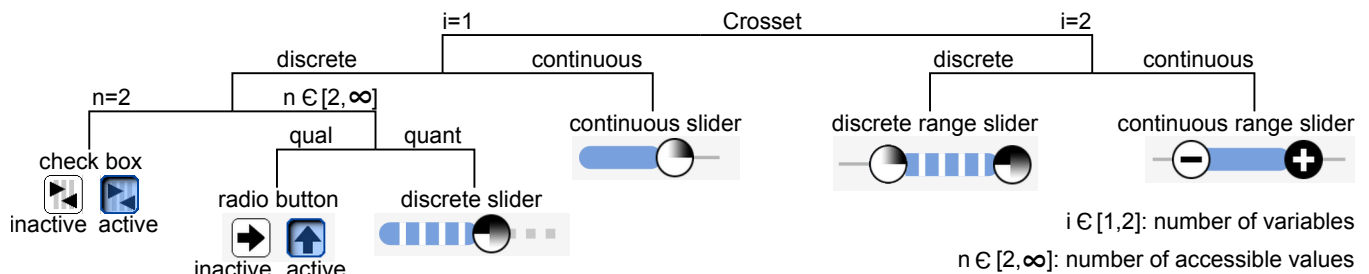 i=1 Crosset i=2
discrete continuous discrete continuous
n=2 n Є [2,∞]
qual quant continuous slider discrete range slider continuous range slider
check box
radio button discrete slider
inactive active
i Є [1,2]: number of variables
n Є [2,∞]: number of accessible values
inactive active